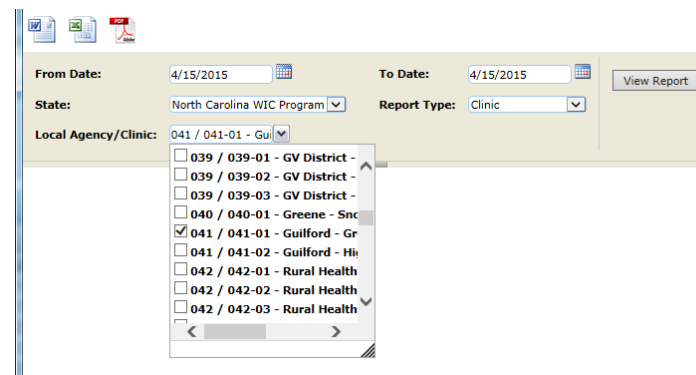 From Date: 4/15/2015 To Date: 4/15/2015 View Report
State: North Carolina WIC Program Report Type: Clinic
Local Agency/Clinic: 041 / 041-01 - Gui
039 / 039-01 - GV District -
039 / 039-02 - GV District -
039 / 039-03 - GV District -
040 / 040-01 - Greene - Sno
041 / 041-01 - Guilford - Gr
041 / 041-02 - Guilford - Hi
042 / 042-01 - Rural Health
042 / 042-02 - Rural Health
042 / 042-03 - Rural Health